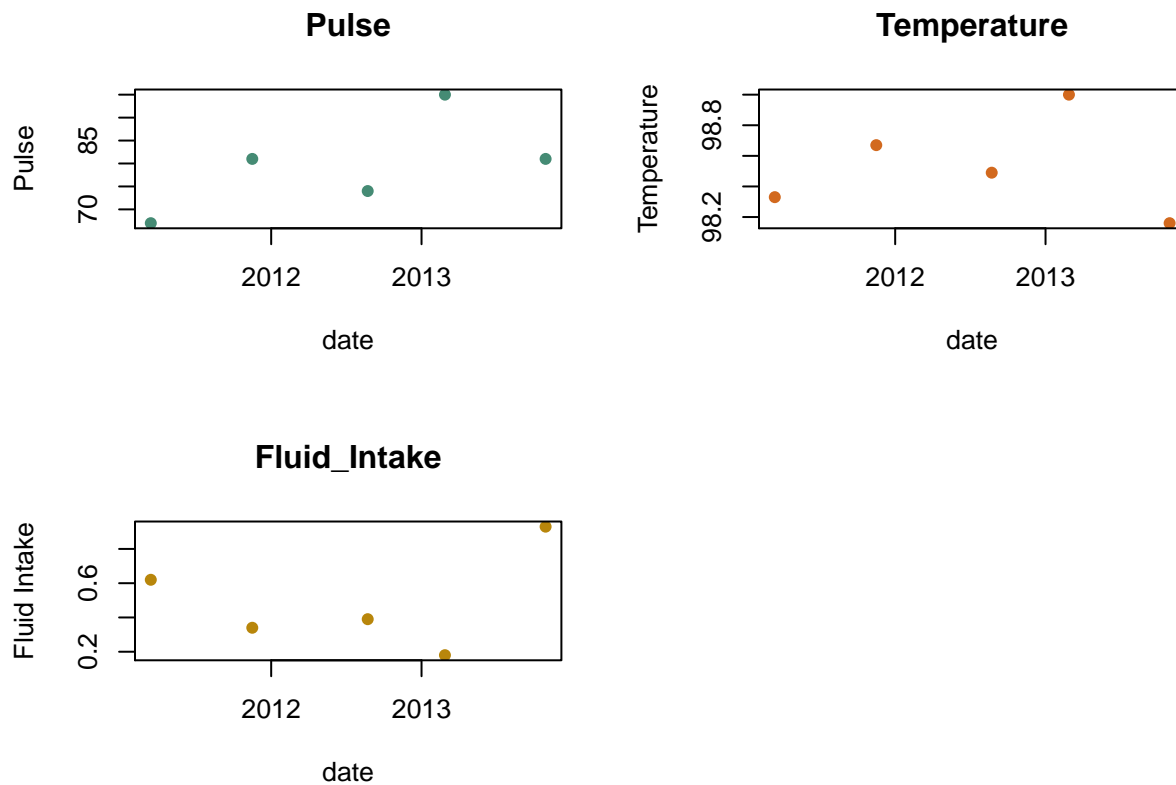 Pulse
Pulse
85
70
2012 2013
date
Temperature
Temperature
98.8
98.2
2012 2013
date
Fluid_Intake
Fluid Intake
0.6
0.2
2012 2013
date